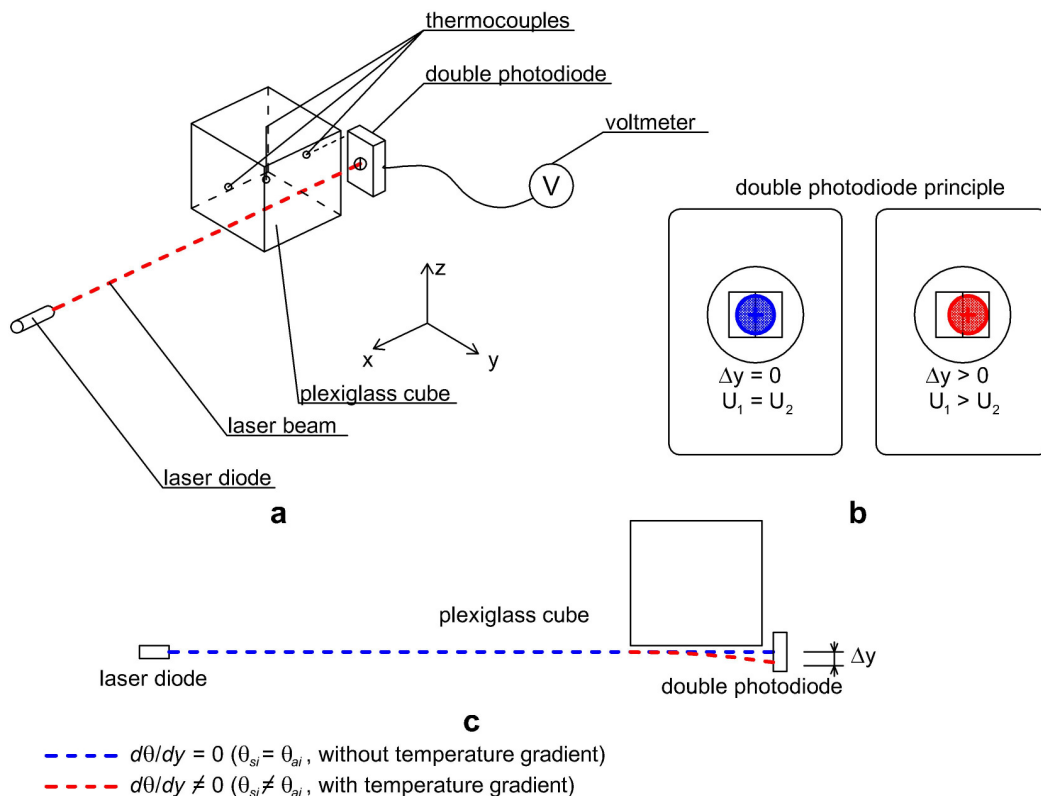 thermocouples
double photodiode
voltmeter
V
double photodiode principle
z
x
y
plexiglass cube
laser beam
laser diode
Δy = 0
U₁ = U₂
Δy > 0
U₁ > U₂
a
b
plexiglass cube
laser diode
double photodiode
Δy
c
dθ/dy = 0 (θsi = θai , without temperature gradient)
dθ/dy ≠ 0 (θsi ≠ θai , with temperature gradient)